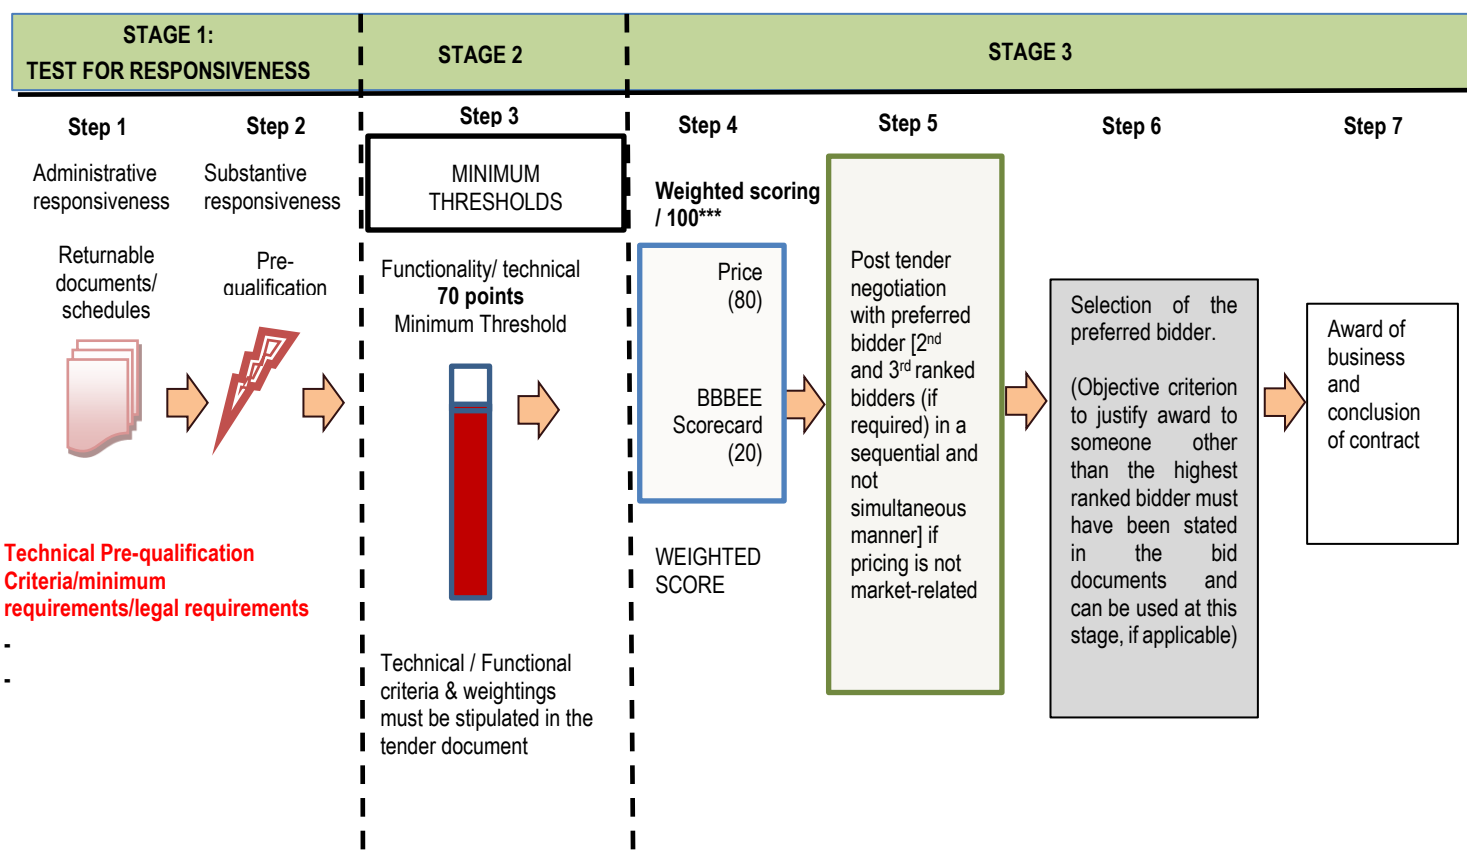 STAGE 1:
TEST FOR RESPONSIVENESS
STAGE 2
STAGE 3
Step 1
Administrative
responsiveness
Returnable
documents/
schedules
Step 2
Substantive
responsiveness
Pre-
qualification
Technical Pre-qualification
Criteria/minimum
requirements/legal requirements
-
-
Step 3
MINIMUM
THRESHOLDS
Functionality/ technical
70 points
Minimum Threshold
Technical / Functional
criteria & weightings
must be stipulated in the
tender document
Step 4
Weighted scoring
/ 100***
Price
(80)
BBBEE
Scorecard
(20)
WEIGHTED
SCORE
Step 5
Post tender
negotiation
with preferred
bidder [2nd
and 3rd ranked
bidders (if
required) in a
sequential and
not
simultaneous
manner] if
pricing is not
market-related
Step 6
Selection of the
preferred bidder.
(Objective criterion
to justify award to
someone other
than the highest
ranked bidder must
have been stated
in the bid
documents and
can be used at this
stage, if applicable)
Step 7
Award of
business
and
conclusion
of contract